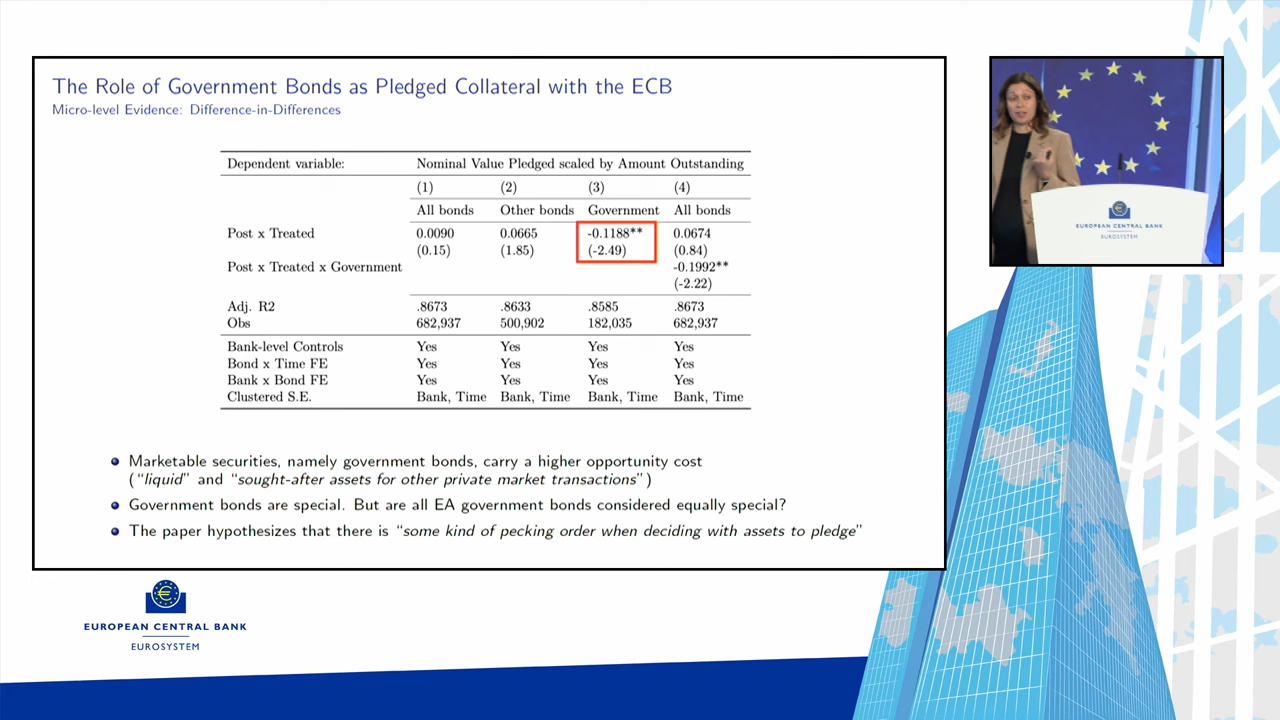 The Role of Government Bonds as Pledged Collateral with the ECB
Micro-level Evidence: Difference-in-Differences
Dependent variable: Nominal Value Pledged scaled by Amount Outstanding
(1) (2) (3) (4)
All bonds Other bonds Government All bonds
Post x Treated 0.0090 0.0665 -0.1188** 0.0674
(0.15) (1.85) (-2.49) (0.84)
Post x Treated x Government -0.1992**
(-2.22)
Adj. R2 .8673 .8633 .8585 .8673
Obs 682,937 500,902 182,035 682,937
Bank-level Controls Yes Yes Yes Yes
Bond x Time FE Yes Yes Yes Yes
Bank x Bond FE Yes Yes Yes Yes
Clustered S.E. Bank, Time Bank, Time Bank, Time Bank, Time
Marketable securities, namely government bonds, carry a higher opportunity cost
("liquid" and "sought-after assets for other private market transactions")
Government bonds are special. But are all EA government bonds considered equally special?
The paper hypothesizes that there is "some kind of pecking order when deciding with assets to pledge"
EUROPEAN CENTRAL BANK
EUROSYSTEM
EUROPEAN CENTRAL BANK
EUROSYSTEM